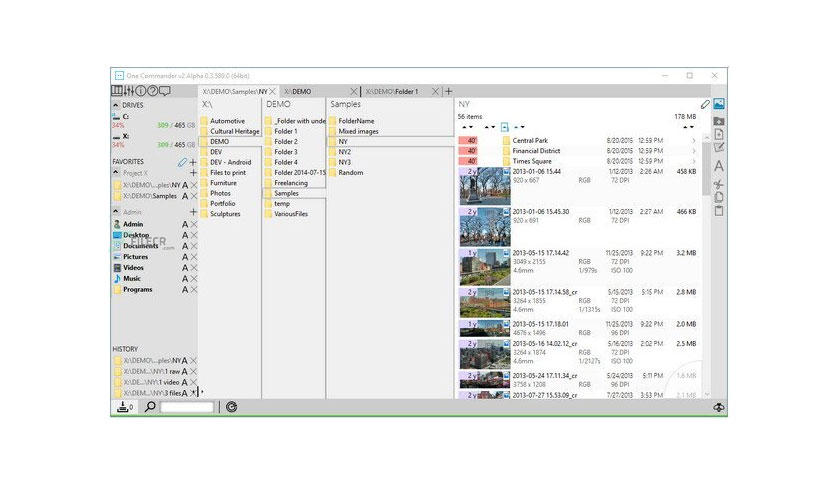 One Commander v2 Alpha 0.3.580.0 (64bit)
X:\DEMO\Samples\NY
X:\DEMO
X:\DEMO\Folder 1
DRIVES
C:
34% 309 / 465 GB
X:
34% 309 / 465 GB
FAVORITES
Project X
X:\DEMO\...ples\NY A
X:\DEMO\Samples A
Admin
Admin A
Desktop A
Documents A
Pictures A
Videos A
Music A
Programs A
FILECR
.com
HISTORY
X:\DEMO\...ples\NY A
X:\DEM...\NY\1 raw A
X:\DE...\NY\1 video A
X:\DEM...NY\3 files A
0
X:\
Automotive
Cultural Heritage
DEMO
DEV
DEV - Android
Files to print
Furniture
Photos
Portfolio
Sculptures
DEMO
_Folder with unde
Folder 1
Folder 2
Folder 3
Folder 4
Folder 2014-07-15
Freelancing
Samples
temp
VariousFiles
Samples
FolderName
Mixed images
NY
NY2
NY3
Random
NY
56 items 178 MB
40' Central Park 8/20/2015 12:59 PM
40' Financial District 8/20/2015 12:59 PM
40' Times Square 8/20/2015 12:59 PM
2 y 2013-01-06 15.44 1/12/2013 2:26 AM 458 KB
920 x 667 RGB 72 DPI
2 y 2013-01-06 15.45.30 1/12/2013 2:27 AM 466 KB
920 x 691 RGB 72 DPI
1 y 2013-05-15 17.14.42 11/25/2013 9:22 PM 3.2 MB
3049 x 2155 RGB 72 DPI
4.6mm 1/979s ISO 100
2 y 2013-05-15 17.14.58_cr 5/15/2013 5:15 PM 2.8 MB
3264 x 1855 RGB 72 DPI
4.6mm 1/1315s ISO 100
1 y 2013-05-15 17.18.01 11/25/2013 9:22 PM 2.0 MB
4676 x 1496 RGB 96 DPI
2 y 2013-05-16 14.02.12_cr 5/16/2013 2:02 PM 2.5 MB
3264 x 1874 RGB 72 DPI
4.6mm 1/2127s ISO 100
2 y 2013-05-24 17.11.34_cr 5/24/2013 5:11 PM 1.6 MB
3758 x 1208 RGB 96 DPI
2 y 2013-07-27 15.53.09_cr 7/27/2013 3:53 PM 2.1 MB
A